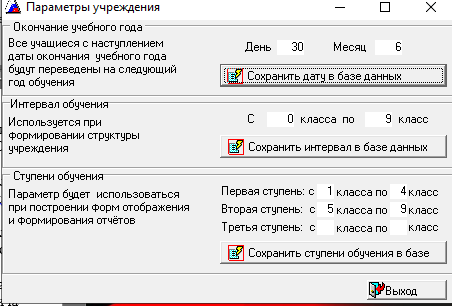 Параметры учреждения
Окончание учебного года
Все учащиеся с наступлением
даты окончания учебного года
будут переведены на следующий
год обучения
День 30 Месяц 6
Сохранить дату в базе данных
Интервал обучения
Используется при
формировании структуры
учреждения
С 0 класса по 9 класс
Сохранить интервал в базе данных
Ступени обучения
Параметр будет использоваться
при построении форм отображения
и формирования отчётов
Первая ступень: с 1 класса по 4 класс
Вторая ступень: с 5 класса по 9 класс
Третья ступень: с класса по класс
Сохранить ступени обучения в базе
Выход